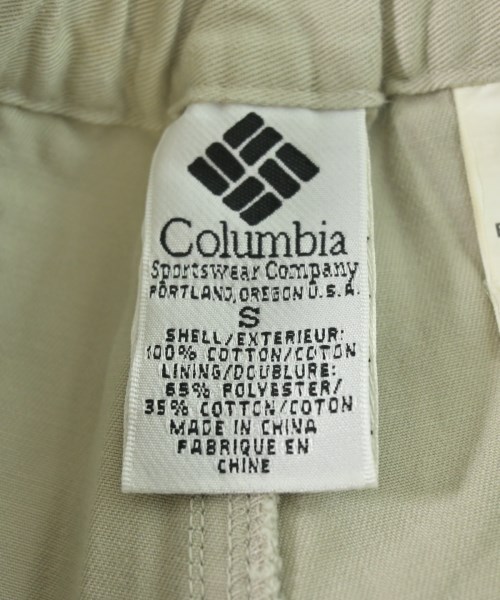 Columbia
Sportswear Company
PORTLAND, OREGON U.S.A.
S
SHELL/EXTERIEUR:
100% COTTON/COTON
LINING/DOUBLURE:
65% POLYESTER/
35% COTTON/COTON
MADE IN CHINA
FABRIQUE EN
CHINE